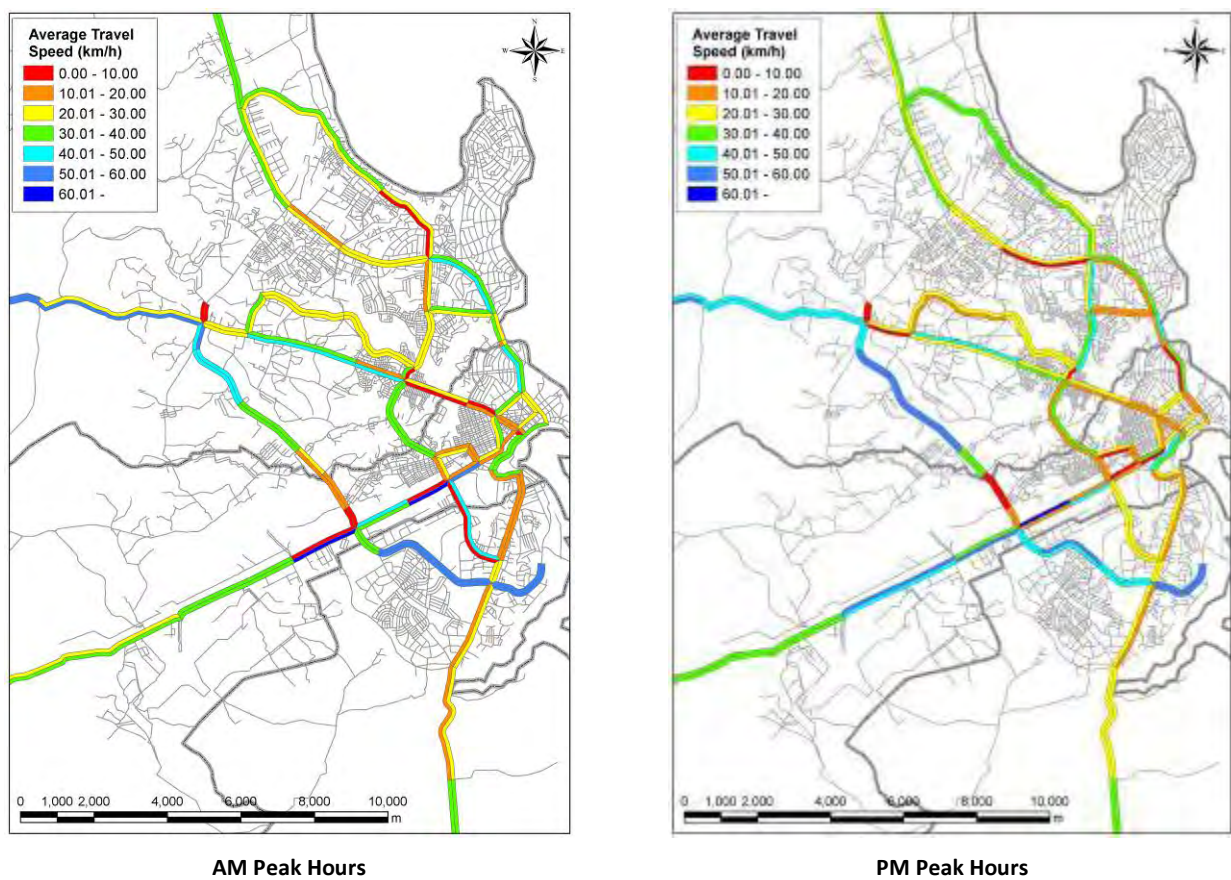 Average Travel
Speed (km/h)
0.00 - 10.00
10.01 - 20.00
20.01 - 30.00
30.01 - 40.00
40.01 - 50.00
50.01 - 60.00
60.01 -
N
W
E
S
0 1,000 2,000 4,000 6,000 8,000 10,000
m
AM Peak Hours
Average Travel
Speed (km/h)
0.00 - 10.00
10.01 - 20.00
20.01 - 30.00
30.01 - 40.00
40.01 - 50.00
50.01 - 60.00
60.01 -
0 1,000 2,000 4,000 6,000 8,000 10,000
m
PM Peak Hours